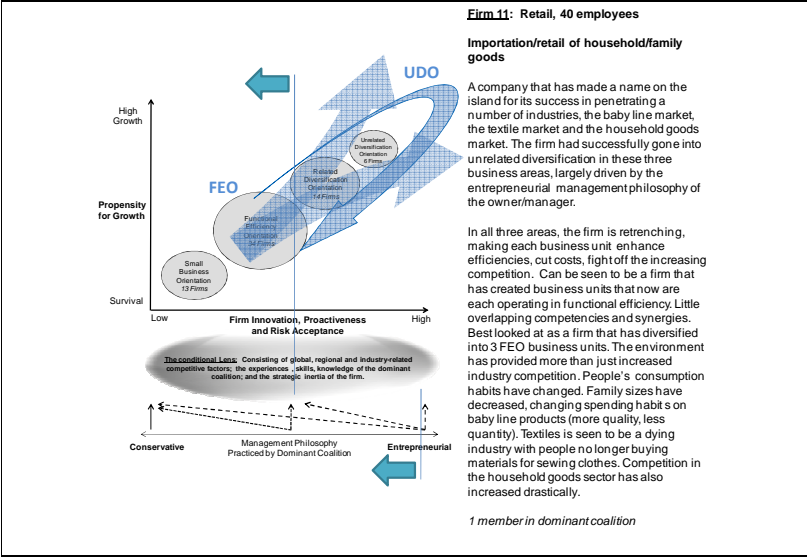 Firm 11: Retail, 40 employees
Importation/retail of household/family
goods
A company that has made a name on the
island for its success in penetrating a
number of industries, the baby line market,
the textile market and the household goods
market. The firm had successfully gone into
unrelated diversification in these three
business areas, largely driven by the
entrepreneurial management philosophy of
the owner/manager.
In all three areas, the firm is retrenching,
making each business unit enhance
efficiencies, cut costs, fight off the increasing
competition. Can be seen to be a firm that
has created business units that now are
each operating in functional efficiency. Little
overlapping competencies and synergies.
Best looked at as a firm that has diversified
into 3 FEO business units. The environment
has provided more than just increased
industry competition. People's consumption
habits have changed. Family sizes have
decreased, changing spending habits on
baby line products (more quality, less
quantity). Textiles is seen to be a dying
industry with people no longer buying
materials for sewing clothes. Competition in
the household goods sector has also
increased drastically.
1 member in dominant coalition
UDO
High
Growth
Unrelated
Diversification
Orientation
6 Firms
Related
Diversification
Orientation
14 Firms
FEO
Propensity
for Growth
Functional
Efficiency
Orientation
34 Firms
Small
Business
Orientation
13 Firms
Survival
Low
Firm Innovation, Proactiveness
and Risk Acceptance
High
The conditional Lens: Consisting of global, regional and industry-related
competitive factors; the experiences, skills, knowledge of the dominant
coalition; and the strategic inertia of the firm.
Conservative
Management Philosophy
Practiced by Dominant Coalition
Entrepreneurial